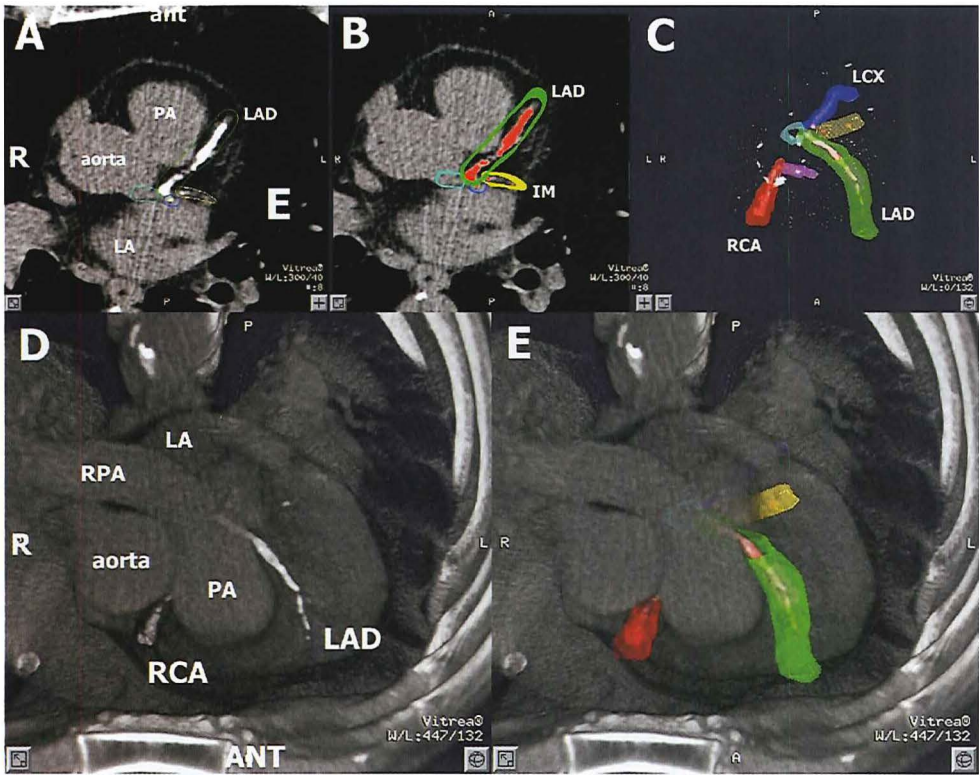 A
ant
PA
LAD
aorta
R
L
E
LA
Vitrea®
W/L:300/40
P
B
A
LAD
R
L
IM
Vitrea®
W/L:300/40
P
C
P
LCX
R
L
RCA
LAD
Vitrea®
W/L:0/132
A
D
P
LA
RPA
R
L
aorta
PA
LAD
RCA
Vitrea®
W/L:447/132
ANT
E
P
R
L
Vitrea®
W/L:447/132
A